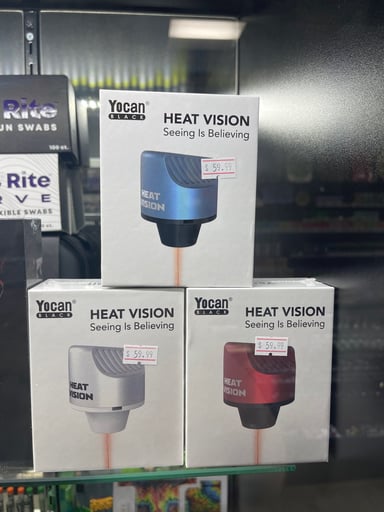 Rite
UN SWABS
100 ct.
Rite
RVE
XIBLE SWABS
Yocan®
BLACK
HEAT VISION
Seeing Is Believing
$ 59.99
HEAT
VISION
Yocan®
BLACK
HEAT VISION
Seeing Is Believing
$ 59.99
HEAT
VISION
Yocan®
BLACK
HEAT VISION
Seeing Is Believing
$ 59.99
HEAT
VISION